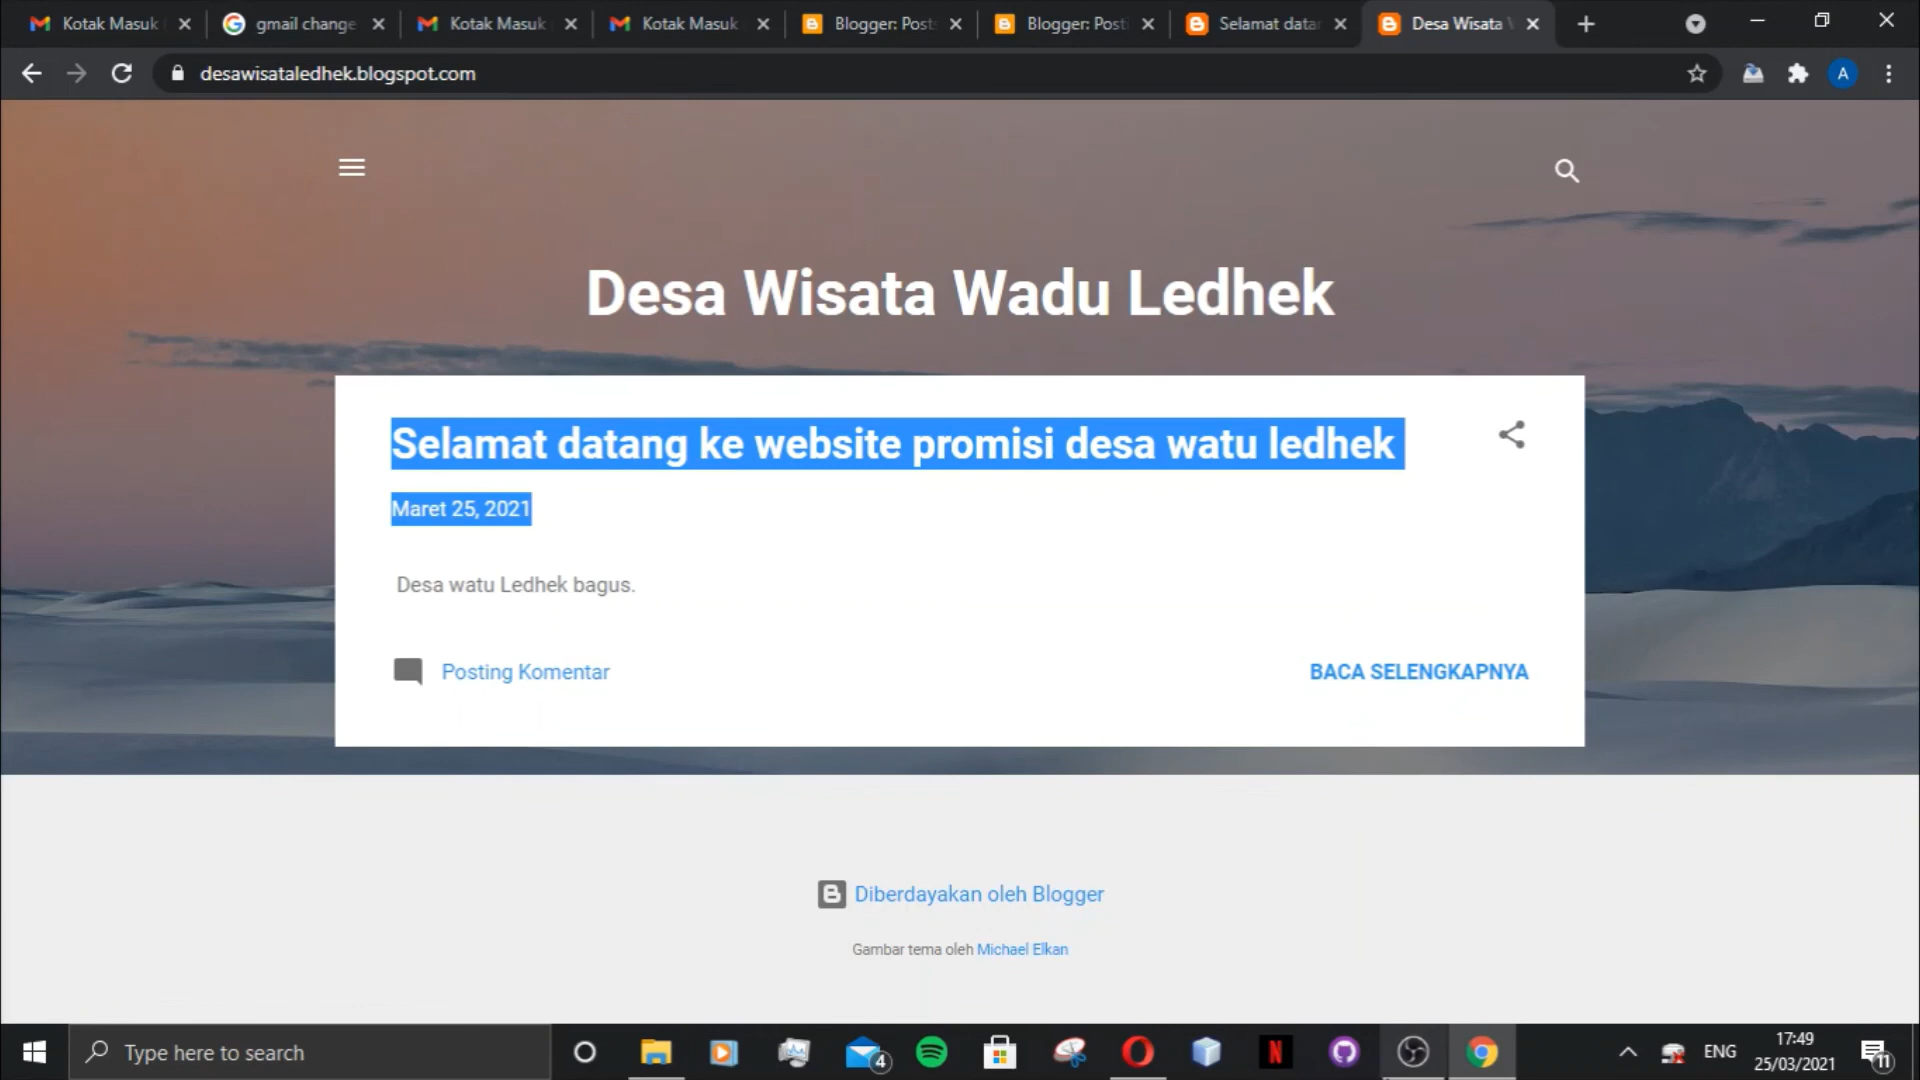 Kotak Masuk
gmail change
Kotak Masuk
Kotak Masuk
Blogger: Post
Blogger: Posti
Selamat datar
Desa Wisata
desawisataledhek.blogspot.com
A
Desa Wisata Wadu Ledhek
Selamat datang ke website promisi desa watu ledhek
Maret 25, 2021
Desa watu Ledhek bagus.
Posting Komentar
BACA SELENGKAPNYA
Diberdayakan oleh Blogger
Gambar tema oleh Michael Elkan
Type here to search
4
N
ENG
17:49
25/03/2021
11